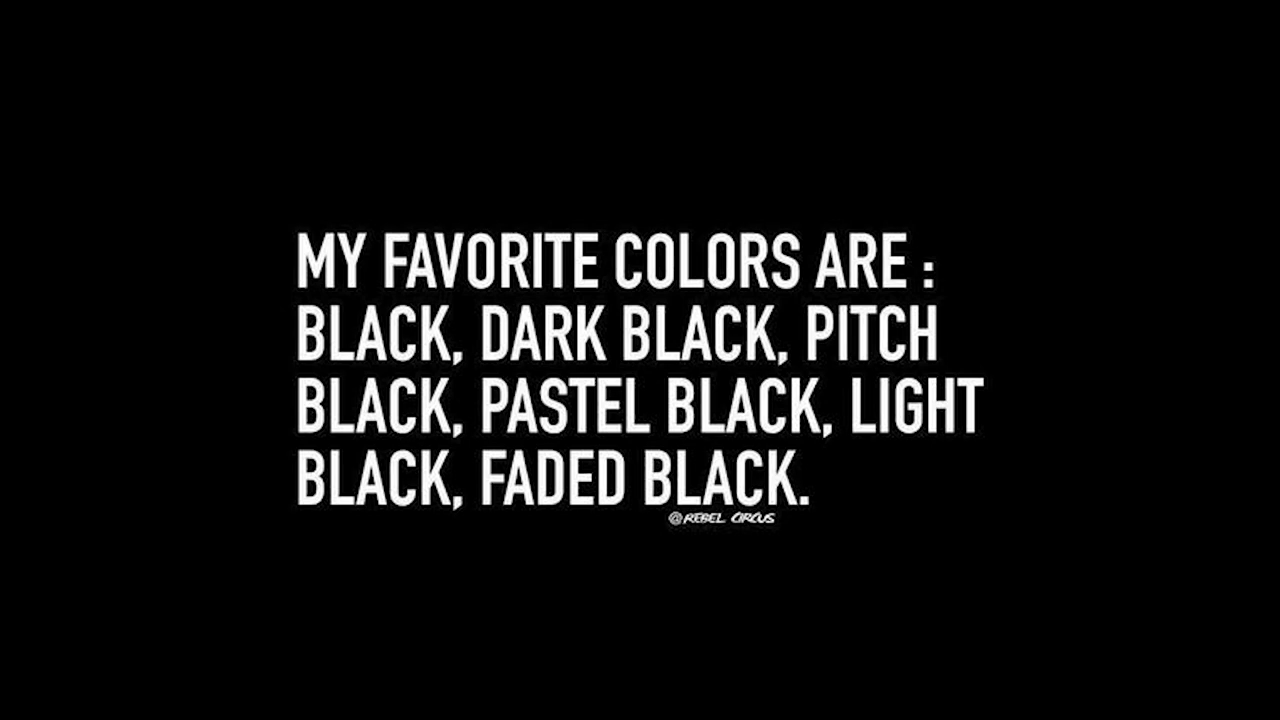 MY FAVORITE COLORS ARE :
BLACK, DARK BLACK, PITCH
BLACK, PASTEL BLACK, LIGHT
BLACK, FADED BLACK.
@REBEL CIRCUS